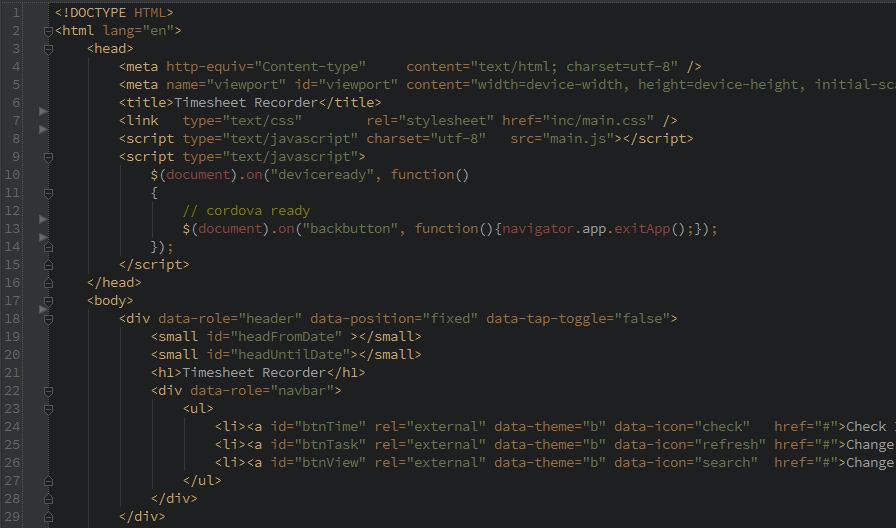 1 <!DOCTYPE HTML>
2 <html lang="en">
3 <head>
4 <meta http-equiv="Content-type"     content="text/html; charset=utf-8" />
5 <meta name="viewport" id="viewport" content="width=device-width, height=device-height,
6 <title>Timesheet Recorder</title>
7 <link   type="text/css"        rel="stylesheet" href="inc/main.css" />
8 <script type="text/javascript" charset="utf-8"   src="main.js"></script>
9 <script type="text/javascript">
10 $(document).on("deviceready", function()
11 {
12 // cordova ready
13 $(document).on("backbutton", function(){navigator.app.exitApp();});
14 });
15 </script>
16 </head>
17 <body>
18 <div data-role="header" data-position="fixed" data-tap-toggle="false">
19 <small id="headFromDate" ></small>
20 <small id="headUntilDate"></small>
21 <h1>Timesheet Recorder</h1>
22 <div data-role="navbar">
23 <ul>
24 <li><a id="btnTime" rel="external" data-theme="b" data-icon="check"   href="#">Check
25 <li><a id="btnTask" rel="external" data-theme="b" data-icon="refresh" href="#">Change
26 <li><a id="btnView" rel="external" data-theme="b" data-icon="search"  href="#">Change
27 </ul>
28 </div>
29 </div>